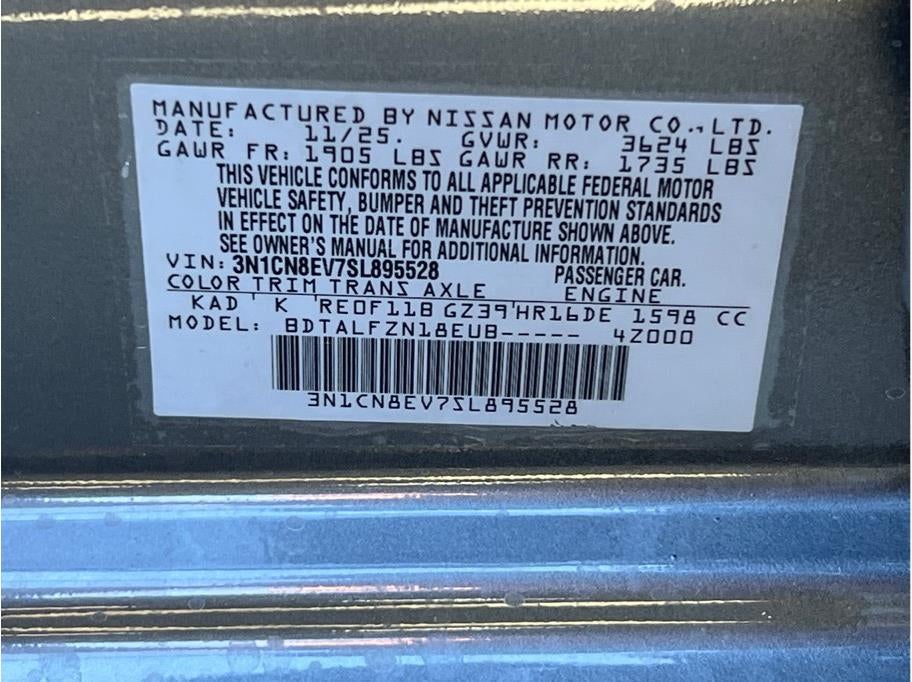 MANUFACTURED BY NISSAN MOTOR CO., LTD.
DATE: 11/25. GVWR: 3624 LBS
GAWR FR: 1905 LBS GAWR RR: 1735 LBS
THIS VEHICLE CONFORMS TO ALL APPLICABLE FEDERAL MOTOR
VEHICLE SAFETY, BUMPER AND THEFT PREVENTION STANDARDS
IN EFFECT ON THE DATE OF MANUFACTURE SHOWN ABOVE.
SEE OWNER'S MANUAL FOR ADDITIONAL INFORMATION.
VIN: 3N1CN8EV7SL895528 PASSENGER CAR.
COLOR TRIM TRANS AXLE ENGINE
KAD K RE0F11B GZ39 HR16DE 1598 CC
MODEL: BDTALFZN18EUB----- 4Z000
3N1CN8EV7SL895528